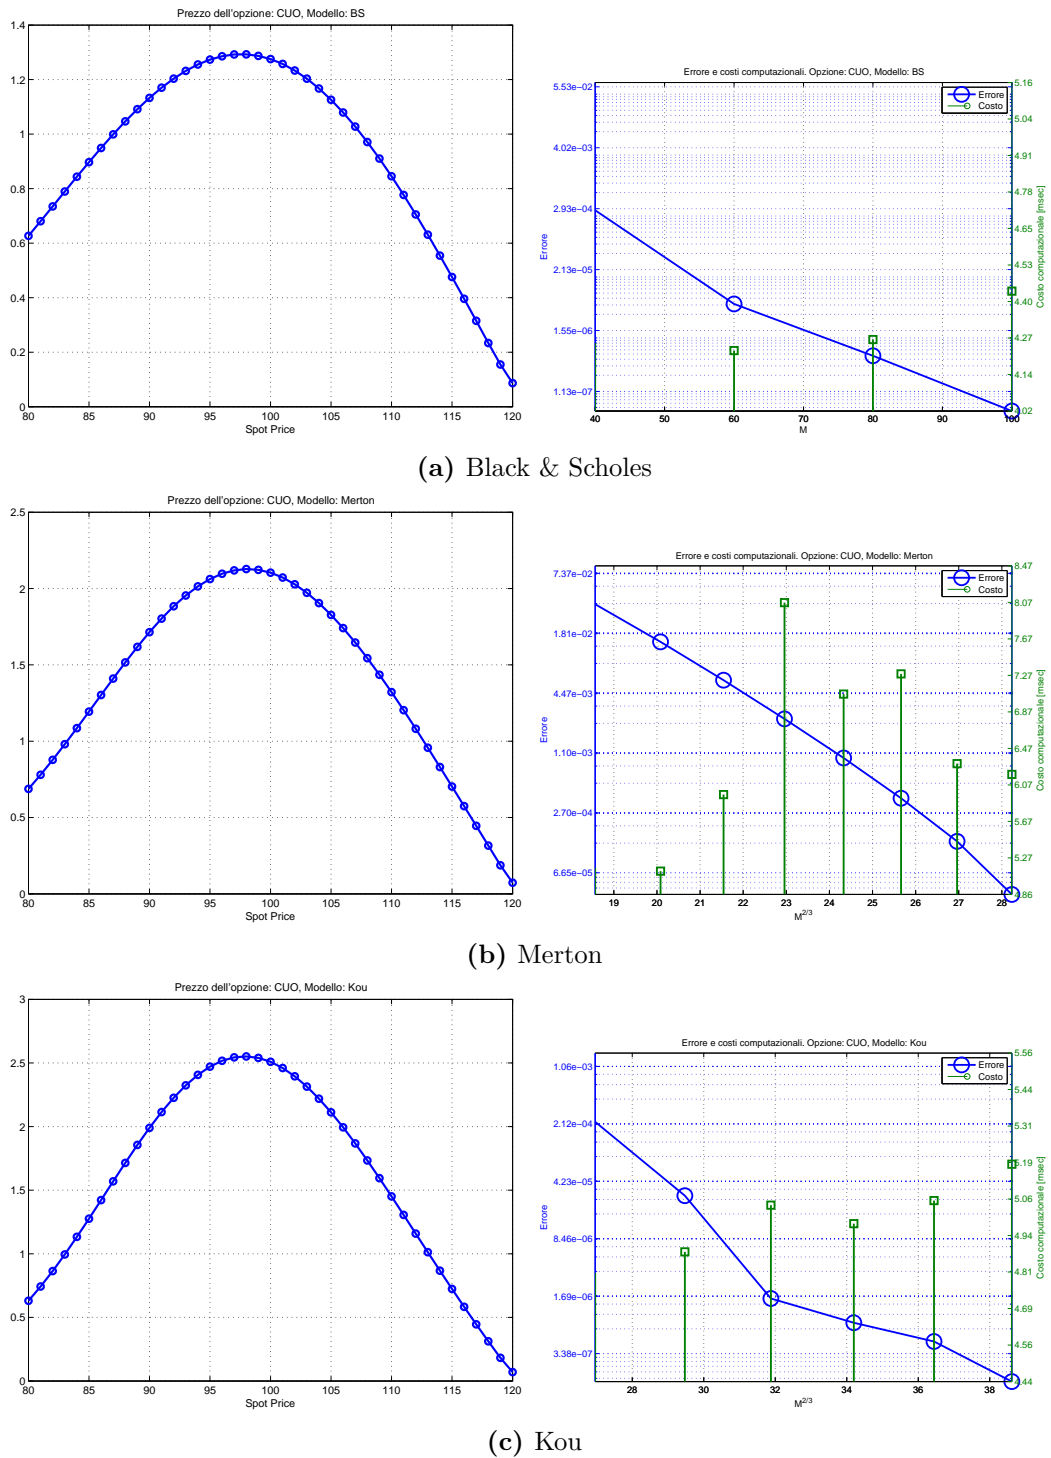 Prezzo dell'opzione: CUO, Modello: BS
1.4
1.2
1
0.8
0.6
0.4
0.2
0
80 85 90 95 100 105 110 115 120
Spot Price
Errore e costi computazionali. Opzione: CUO, Modello: BS
5.53e−02
4.02e−03
2.93e−04
2.13e−05
1.55e−06
1.13e−07
Errore
Errore
Costo
5.16
5.04
4.91
4.78
4.65
4.53
4.40
4.27
4.14
4.02
Costo computazionale [msec]
40 50 60 70 80 90 100
M
(a) Black & Scholes
Prezzo dell'opzione: CUO, Modello: Merton
2.5
2
1.5
1
0.5
0
80 85 90 95 100 105 110 115 120
Spot Price
Errore e costi computazionali. Opzione: CUO, Modello: Merton
7.37e−02
1.81e−02
4.47e−03
1.10e−03
2.70e−04
6.65e−05
Errore
Errore
Costo
8.47
8.07
7.67
7.27
6.87
6.47
6.07
5.67
5.27
4.86
Costo computazionale [msec]
19 20 21 22 23 24 25 26 27 28
M^{2/3}
(b) Merton
Prezzo dell'opzione: CUO, Modello: Kou
3
2.5
2
1.5
1
0.5
0
80 85 90 95 100 105 110 115 120
Spot Price
Errore e costi computazionali. Opzione: CUO, Modello: Kou
1.06e−03
2.12e−04
4.23e−05
8.46e−06
1.69e−06
3.38e−07
Errore
Errore
Costo
5.56
5.44
5.31
5.19
5.06
4.94
4.81
4.69
4.56
4.44
Costo computazionale [msec]
28 30 32 34 36 38
M^{2/3}
(c) Kou